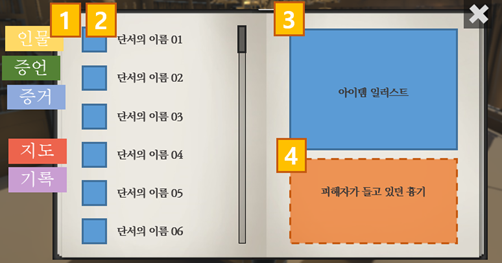 1
2
3
4
인물
증언
증거
지도
기록
단서의 이름 01
단서의 이름 02
단서의 이름 03
단서의 이름 04
단서의 이름 05
단서의 이름 06
아이템 일러스트
피해자가 들고 있던 흉기